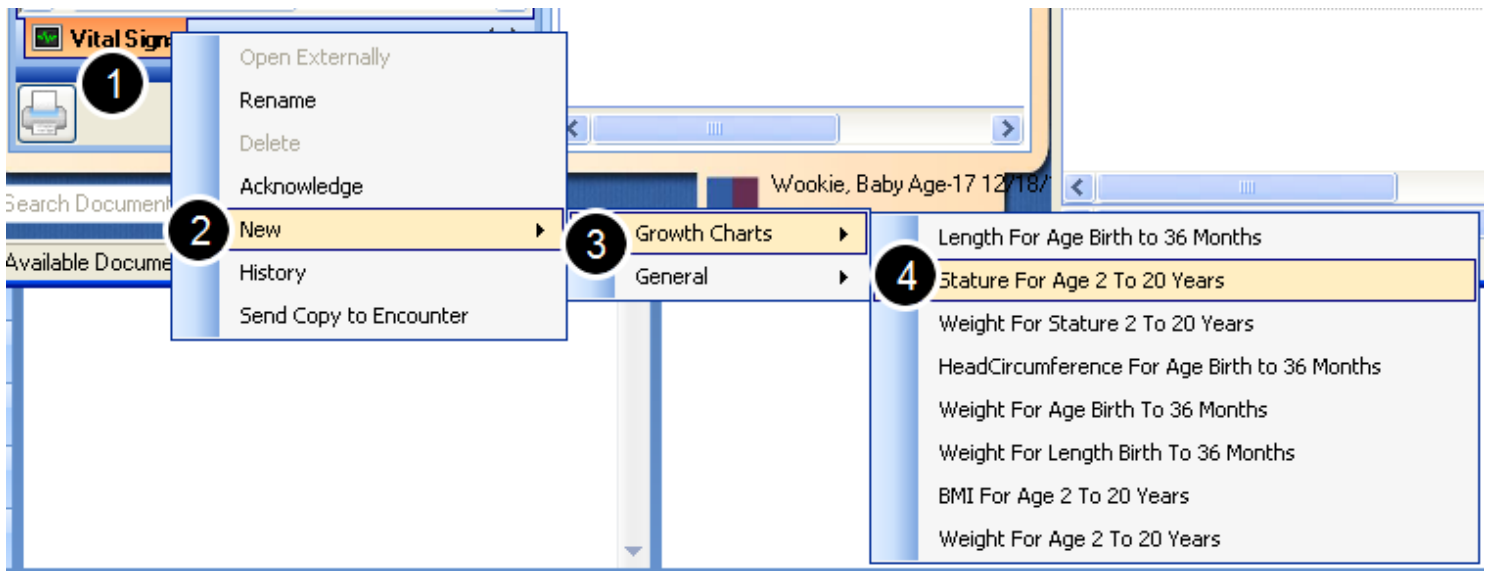 Vital Signs
1
Open Externally
Rename
Delete
Acknowledge
Wookie, Baby Age-17 12/18/
Search Document
2
New
3
Growth Charts
Length For Age Birth to 36 Months
Available Docume
History
General
4
Stature For Age 2 To 20 Years
Send Copy to Encounter
Weight For Stature 2 To 20 Years
HeadCircumference For Age Birth to 36 Months
Weight For Age Birth To 36 Months
Weight For Length Birth To 36 Months
BMI For Age 2 To 20 Years
Weight For Age 2 To 20 Years